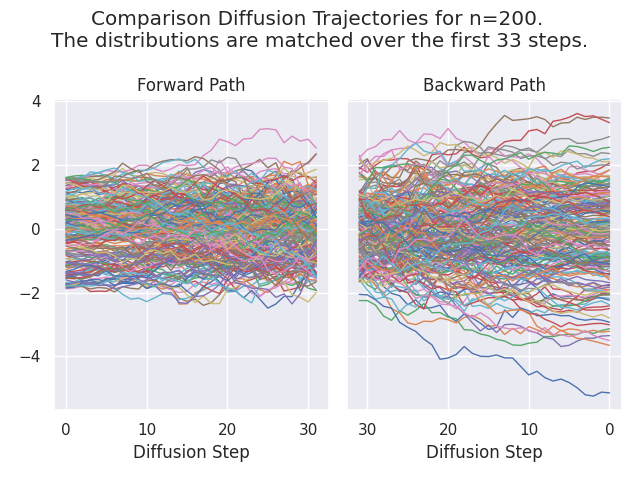 Comparison Diffusion Trajectories for n=200.
The distributions are matched over the first 33 steps.
Forward Path
Backward Path
4
2
0
−2
−4
0 10 20 30
30 20 10 0
Diffusion Step
Diffusion Step